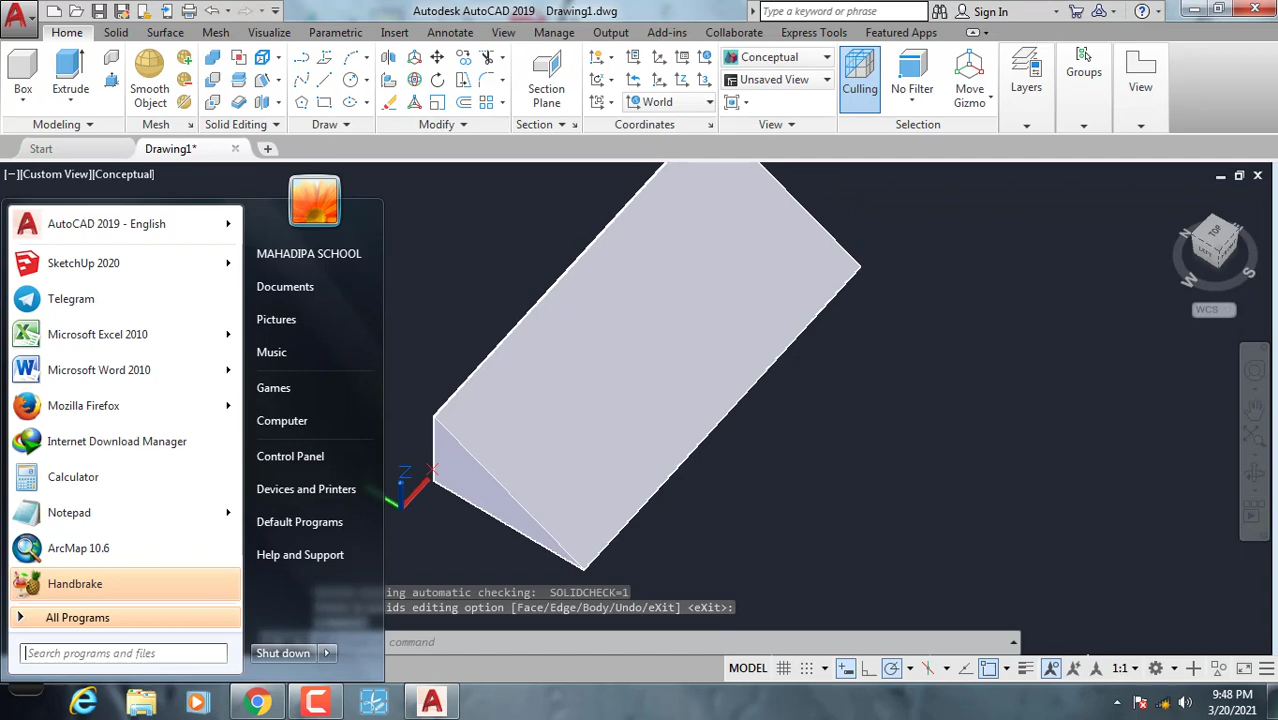 Autodesk AutoCAD 2019 Drawing1.dwg
Type a keyword or phrase
Sign In
Home Solid Surface Mesh Visualize Parametric Insert Annotate View Manage Output Add-ins Collaborate Express Tools Featured Apps
Box
Extrude
Smooth
Object
Section
Plane
Conceptual
Unsaved View
World
Culling
No Filter
Move
Gizmo
Layers
Groups
View
Modeling
Mesh
Solid Editing
Draw
Modify
Section
Coordinates
View
Selection
Start
Drawing1*
[−][Custom View][Conceptual]
AutoCAD 2019 - English
SketchUp 2020
Telegram
Microsoft Excel 2010
Microsoft Word 2010
Mozilla Firefox
Internet Download Manager
Calculator
Notepad
ArcMap 10.6
Handbrake
All Programs
Search programs and files
MAHADIPA SCHOOL
Documents
Pictures
Music
Games
Computer
Control Panel
Devices and Printers
Default Programs
Help and Support
Shut down
Z
N
TOP
LEFT
W
S
WCS
ing automatic checking: SOLIDCHECK=1
ids editing option [Face/Edge/Body/Undo/eXit] <eXit>:
command
MODEL
1:1
9:48 PM
3/20/2021